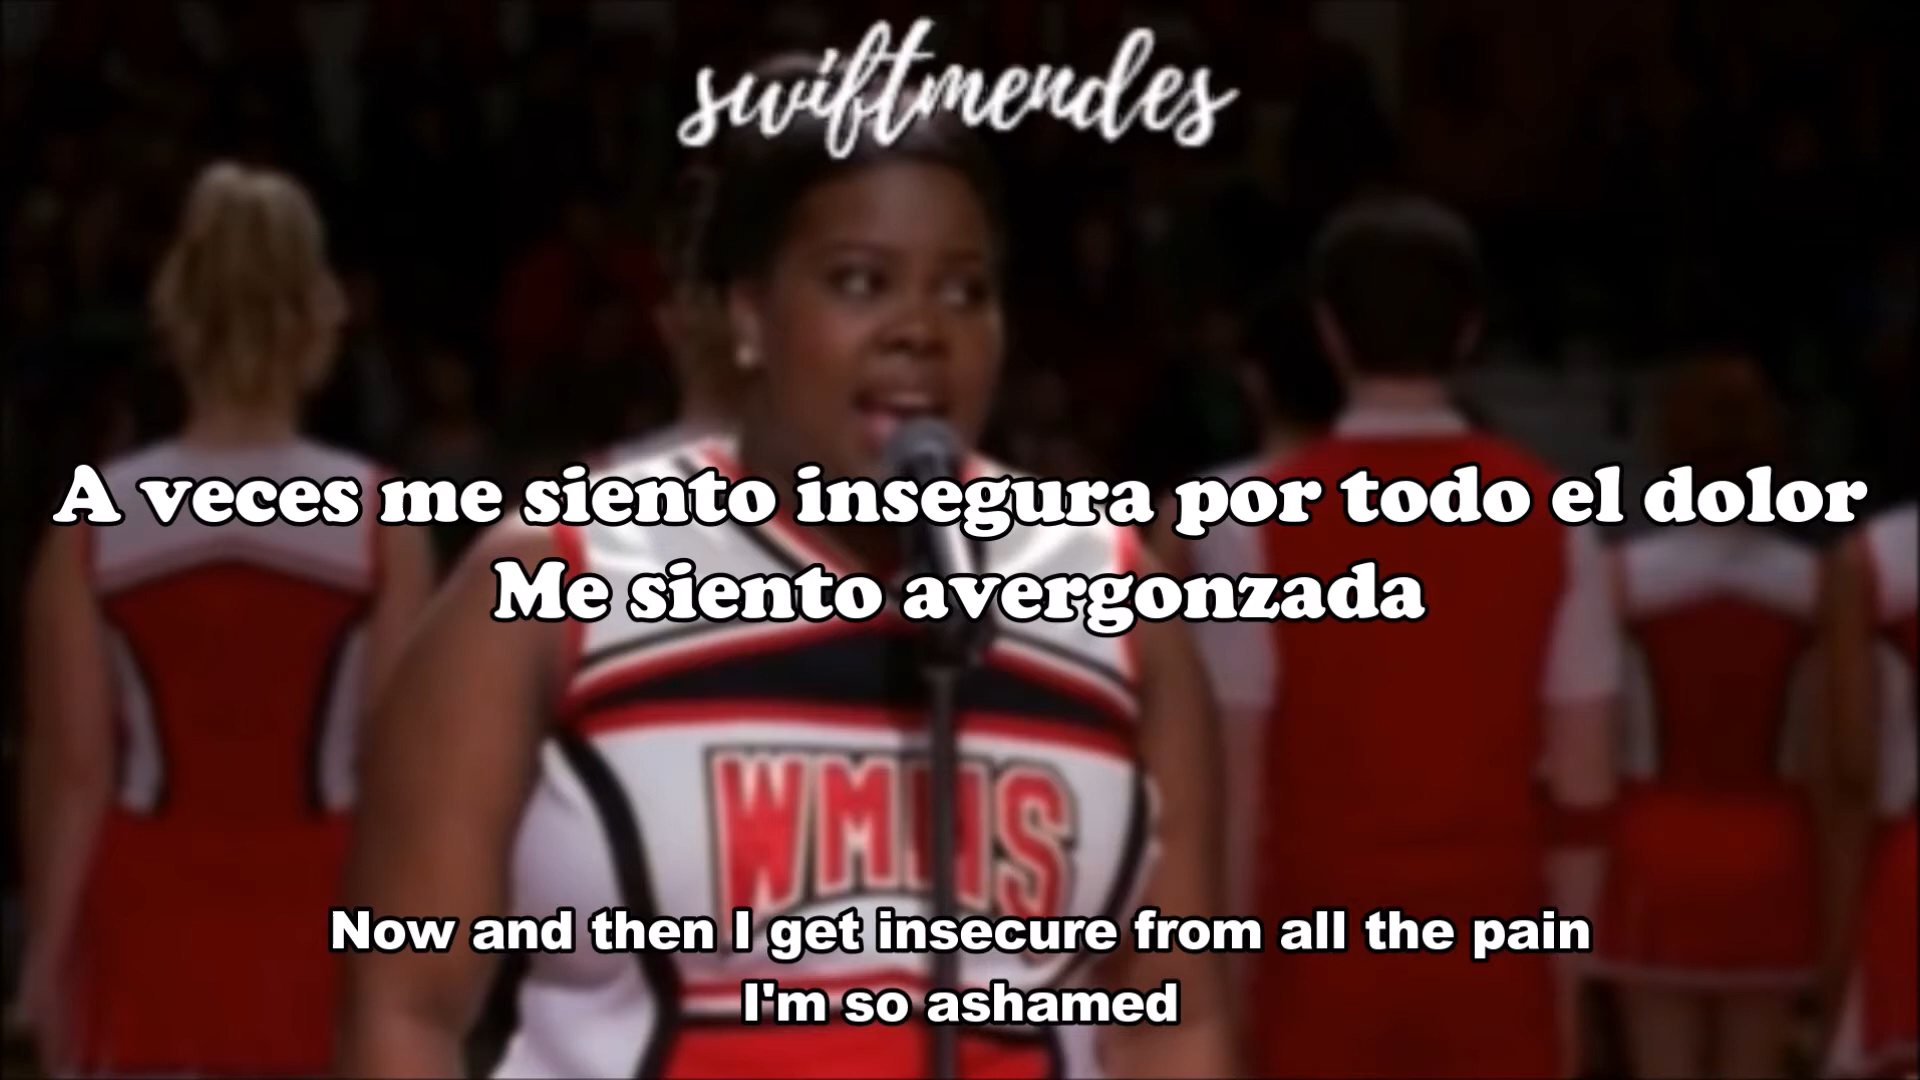 swiftmendes
A veces me siento insegura por todo el dolor
Me siento avergonzada
WMHS
Now and then I get insecure from all the pain
I'm so ashamed